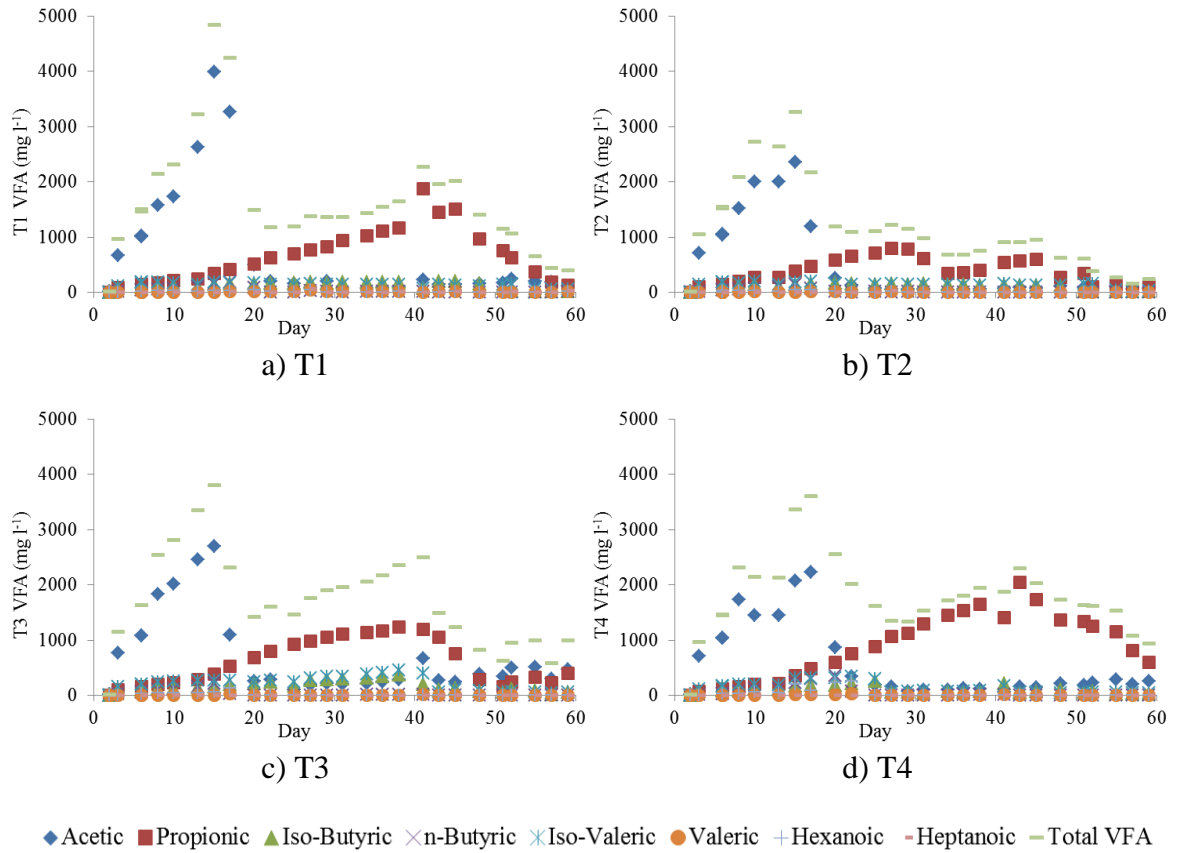 5000
4000
3000
2000
1000
0
T1 VFA (mg l-1)
0 10 20 30 40 50 60
Day
a) T1
5000
4000
3000
2000
1000
0
T2 VFA (mg l-1)
0 10 20 30 40 50 60
Day
b) T2
5000
4000
3000
2000
1000
0
T3 VFA (mg l-1)
0 10 20 30 40 50 60
Day
c) T3
5000
4000
3000
2000
1000
0
T4 VFA (mg l-1)
0 10 20 30 40 50 60
Day
d) T4
Acetic Propionic Iso-Butyric n-Butyric Iso-Valeric Valeric Hexanoic Heptanoic Total VFA